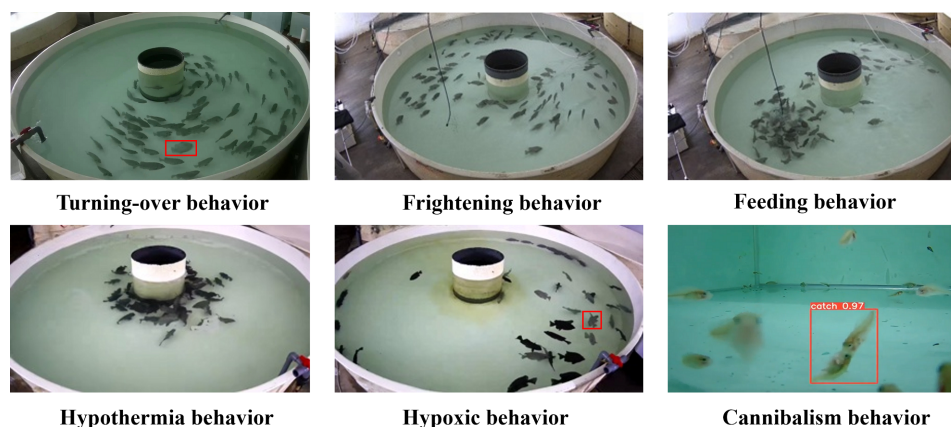 Turning-over behavior
Frightening behavior
Feeding behavior
catch 0.97
Hypothermia behavior
Hypoxic behavior
Cannibalism behavior